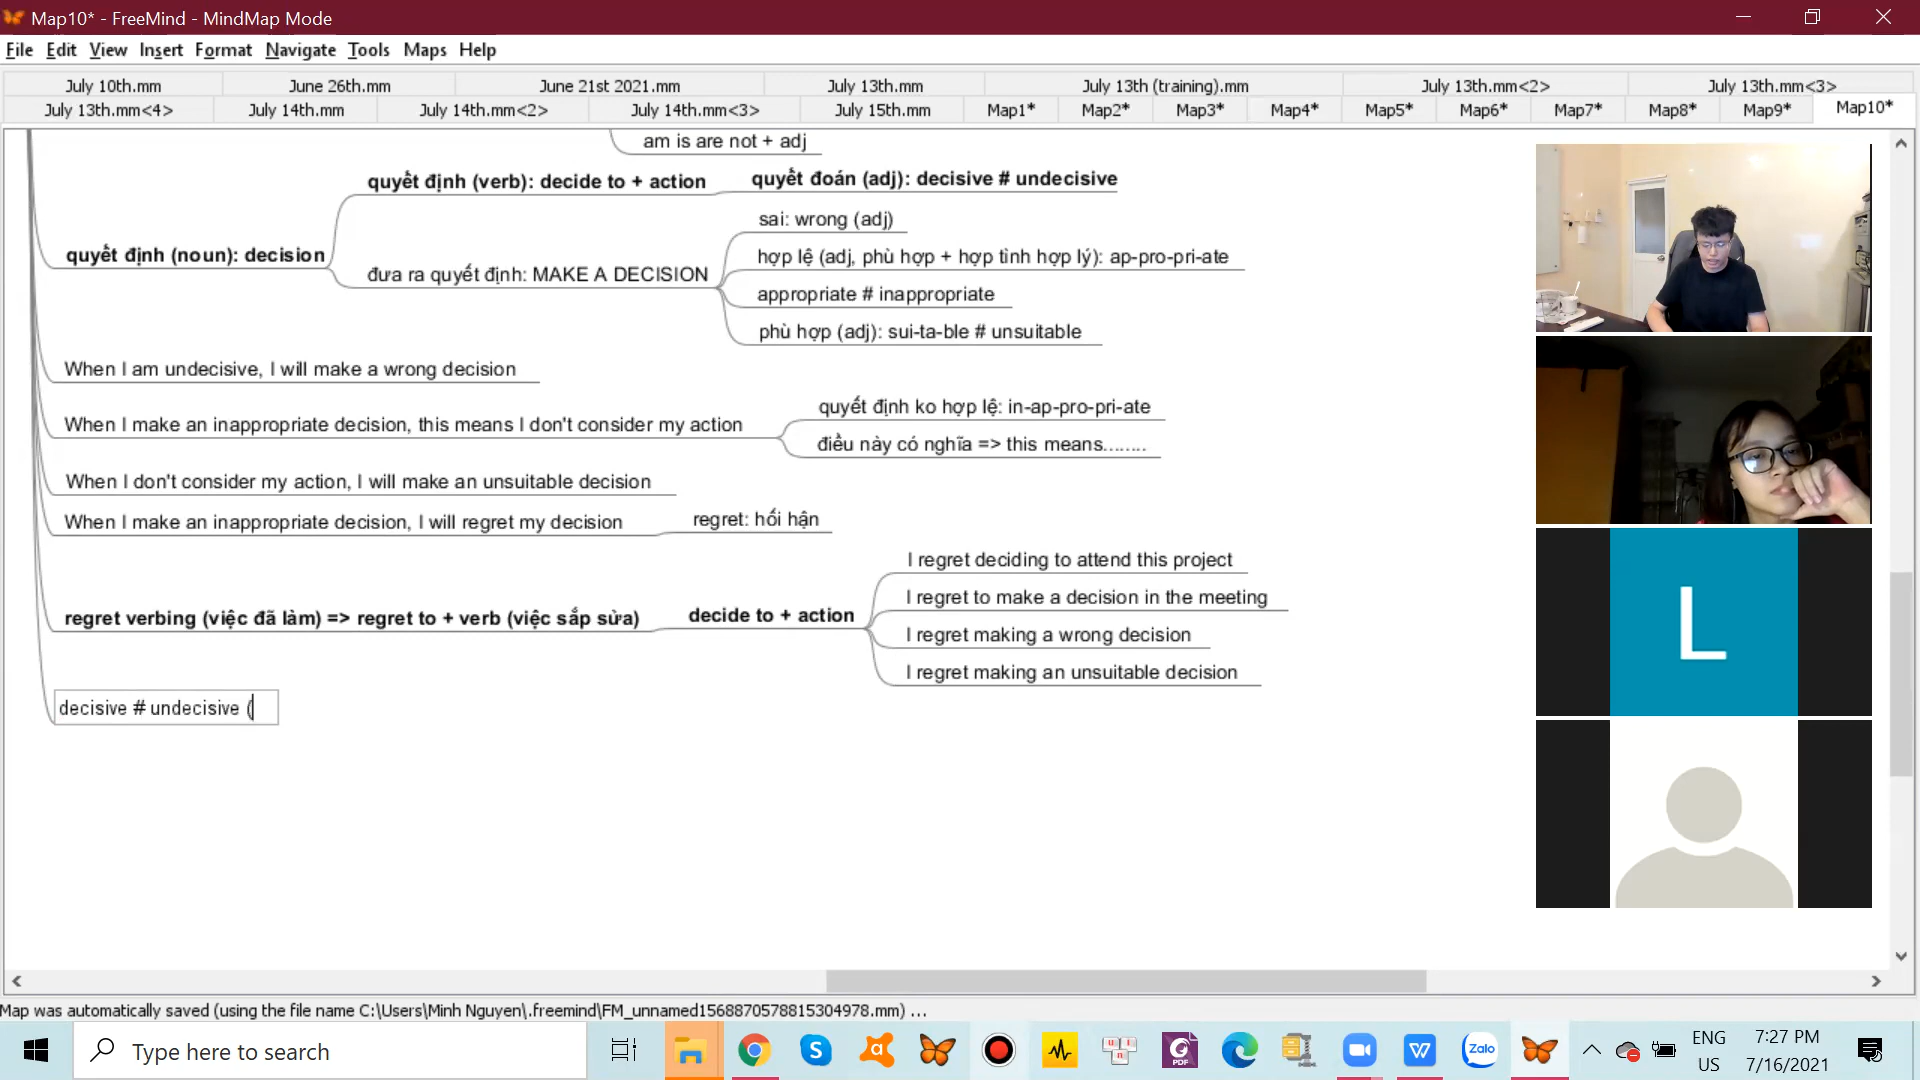 Map10* - FreeMind - MindMap Mode
File Edit View Insert Format Navigate Tools Maps Help
July 10th.mm June 26th.mm June 21st 2021.mm July 13th.mm July 13th (training).mm July 13th.mm<2> July 13th.mm<3>
July 13th.mm<4> July 14th.mm July 14th.mm<2> July 14th.mm<3> July 15th.mm Map1* Map2* Map3* Map4* Map5* Map6* Map7* Map8* Map9* Map10*
am is are not + adj
quyết định (verb): decide to + action
quyết đoán (adj): decisive # undecisive
sai: wrong (adj)
quyết định (noun): decision
hợp lệ (adj, phù hợp + hợp tình hợp lý): ap-pro-pri-ate
đưa ra quyết định: MAKE A DECISION
appropriate # inappropriate
phù hợp (adj): sui-ta-ble # unsuitable
When I am undecisive, I will make a wrong decision
quyết định ko hợp lệ: in-ap-pro-pri-ate
When I make an inappropriate decision, this means I don't consider my action
điều này có nghĩa => this means........
When I don't consider my action, I will make an unsuitable decision
When I make an inappropriate decision, I will regret my decision
regret: hối hận
I regret deciding to attend this project
I regret to make a decision in the meeting
regret verbing (việc đã làm) => regret to + verb (việc sắp sửa)
decide to + action
I regret making a wrong decision
I regret making an unsuitable decision
decisive # undecisive (
L
Map was automatically saved (using the file name C:\Users\Minh Nguyen\.freemind\FM_unnamed1568870578815304978.mm) ...
Type here to search
Zalo
PDF
ENG
US
7:27 PM
7/16/2021